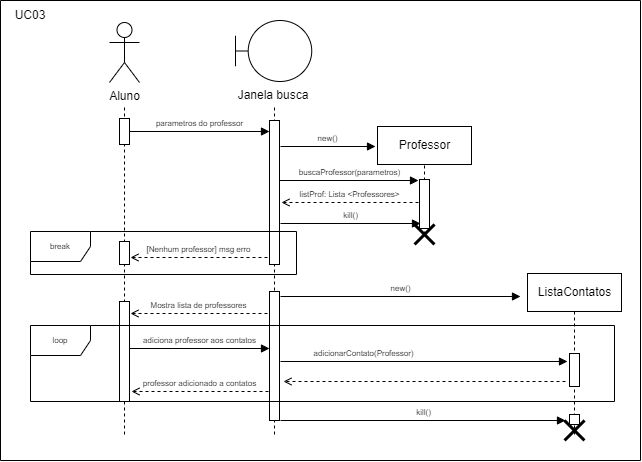 UC03
Aluno
Janela busca
parametros do professor
new()
Professor
buscaProfessor(parametros)
listProf: Lista <Professores>
kill()
break
[Nenhum professor] msg erro
new()
ListaContatos
Mostra lista de professores
loop
adiciona professor aos contatos
adicionarContato(Professor)
professor adicionado a contatos
kill()